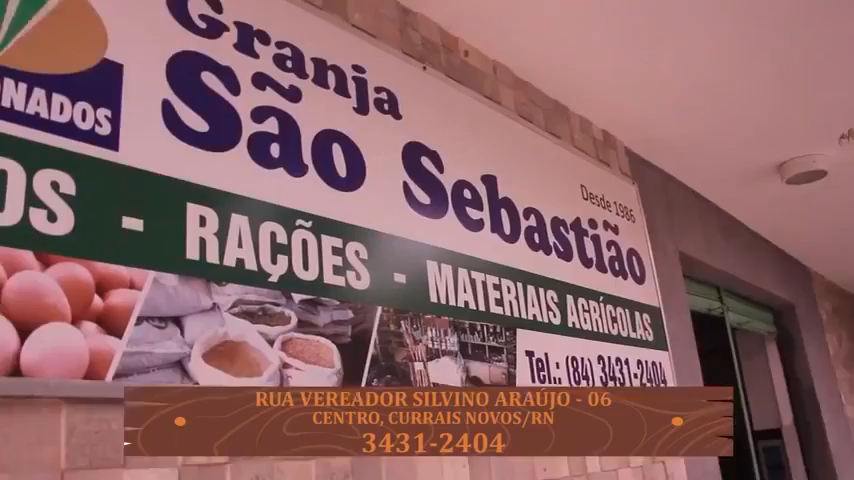 Granja
São Sebastião
Desde 1986
NADOS
OS - RAÇÕES - MATERIAIS AGRÍCOLAS
Tel.: (84) 3431-2404
RUA VEREADOR SILVINO ARAÚJO - 06
CENTRO, CURRAIS NOVOS/RN
3431-2404